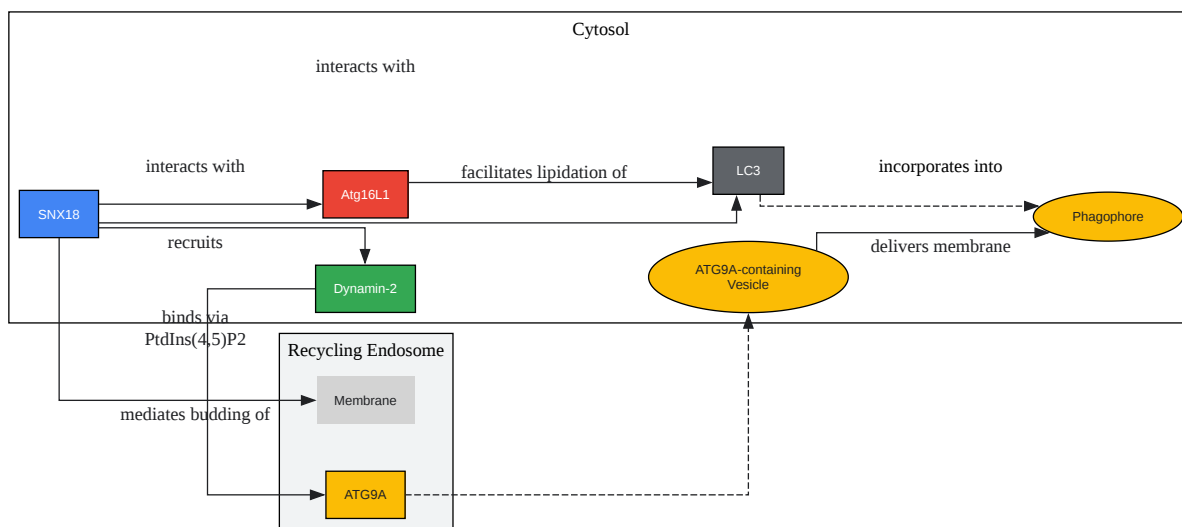 Cytosol
interacts with
interacts with
facilitates lipidation of
LC3
incorporates into
Atg16L1
SNX18
Phagophore
recruits
delivers membrane
ATG9A-containing
Vesicle
Dynamin-2
binds via
PtdIns(4,5)P2
Recycling Endosome
Membrane
mediates budding of
ATG9A